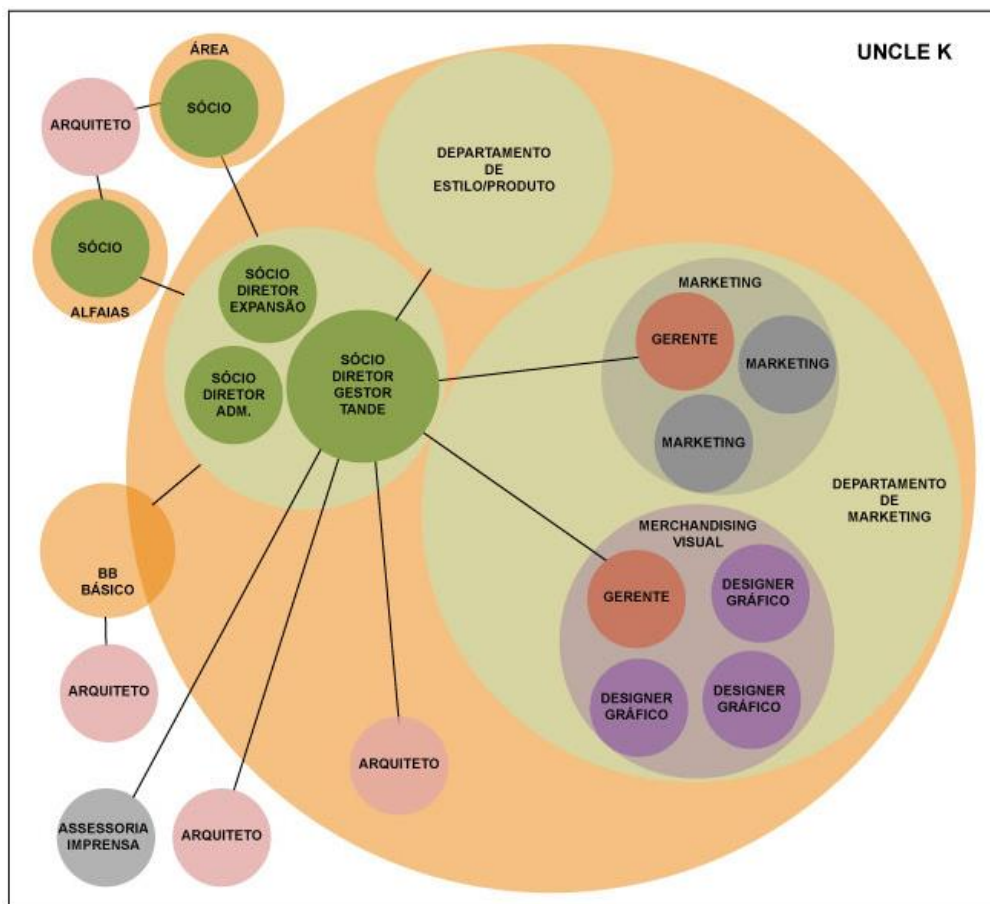 UNCLE K
ÁREA
SÓCIO
ARQUITETO
SÓCIO
ALFAIAS
DEPARTAMENTO
DE
ESTILO/PRODUTO
SÓCIO
DIRETOR
EXPANSÃO
SÓCIO
DIRETOR
ADM.
SÓCIO
DIRETOR
GESTOR
TANDE
MARKETING
GERENTE
MARKETING
MARKETING
DEPARTAMENTO
DE
MARKETING
MERCHANDISING
VISUAL
GERENTE
DESIGNER
GRÁFICO
DESIGNER
GRÁFICO
DESIGNER
GRÁFICO
BB
BÁSICO
ARQUITETO
ARQUITETO
ASSESSORIA
IMPRENSA
ARQUITETO